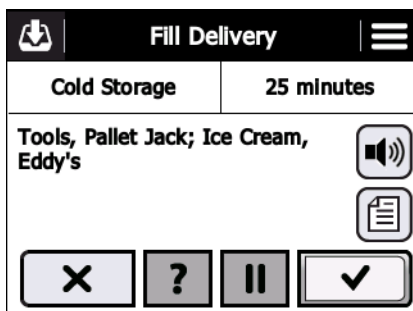 Fill Delivery
Cold Storage
25 minutes
Tools, Pallet Jack; Ice Cream,
Eddy's
?